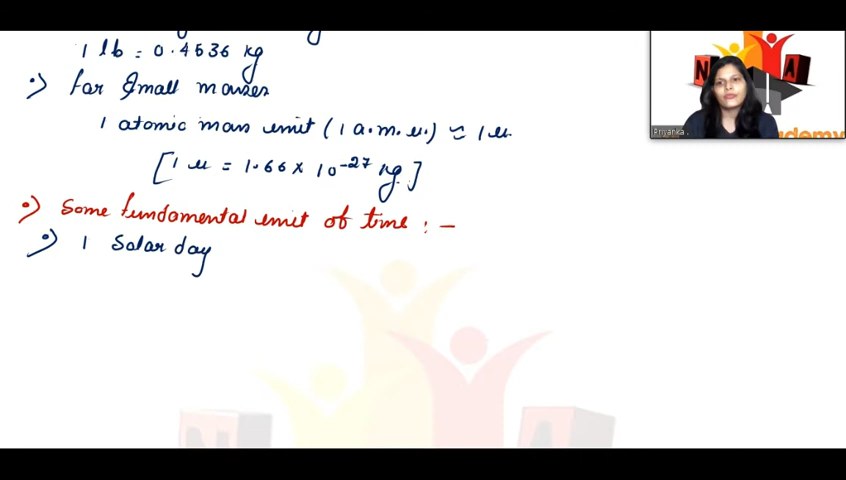 1 lb = 0.4536 kg
•) For Small masses
1 atomic mass unit (1 a.m.u.) ≈ 1u.
[1 u = 1.66 x 10⁻²⁷ kg]
•) Some fundamental unit of time : -
•) 1 Solar day
N A
ademy
Priyanka .
N